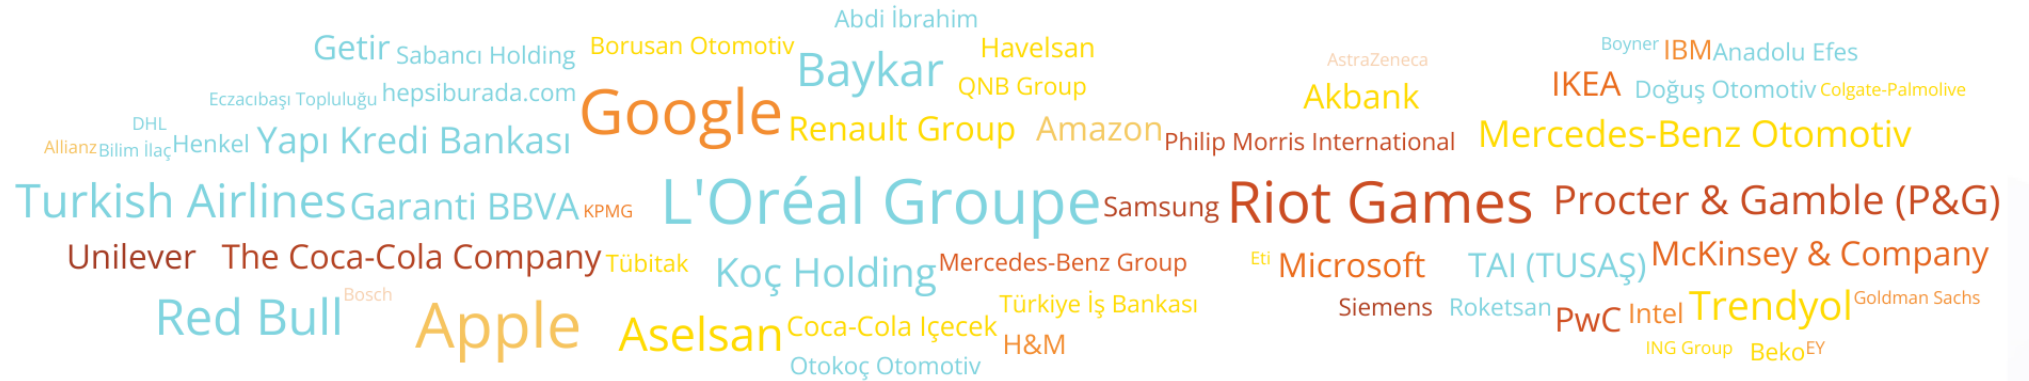 Abdi İbrahim
Getir Sabancı Holding Borusan Otomotiv Baykar Havelsan AstraZeneca Boyner IBM Anadolu Efes
Eczacıbaşı Topluluğu hepsiburada.com Google QNB Group Akbank IKEA Doğuş Otomotiv Colgate-Palmolive
DHL
Allianz Bilim İlaç Henkel Yapı Kredi Bankası Renault Group Amazon Philip Morris International Mercedes-Benz Otomotiv
Turkish Airlines Garanti BBVA KPMG L'Oréal Groupe Samsung Riot Games Procter & Gamble (P&G)
Unilever The Coca-Cola Company Tübitak Koç Holding Mercedes-Benz Group Eti Microsoft TAI (TUSAŞ) McKinsey & Company
Red Bull Bosch Apple Aselsan Coca-Cola Içecek Türkiye İş Bankası Siemens Roketsan PwC Intel Trendyol Goldman Sachs
H&M ING Group Beko EY
Otokoç Otomotiv